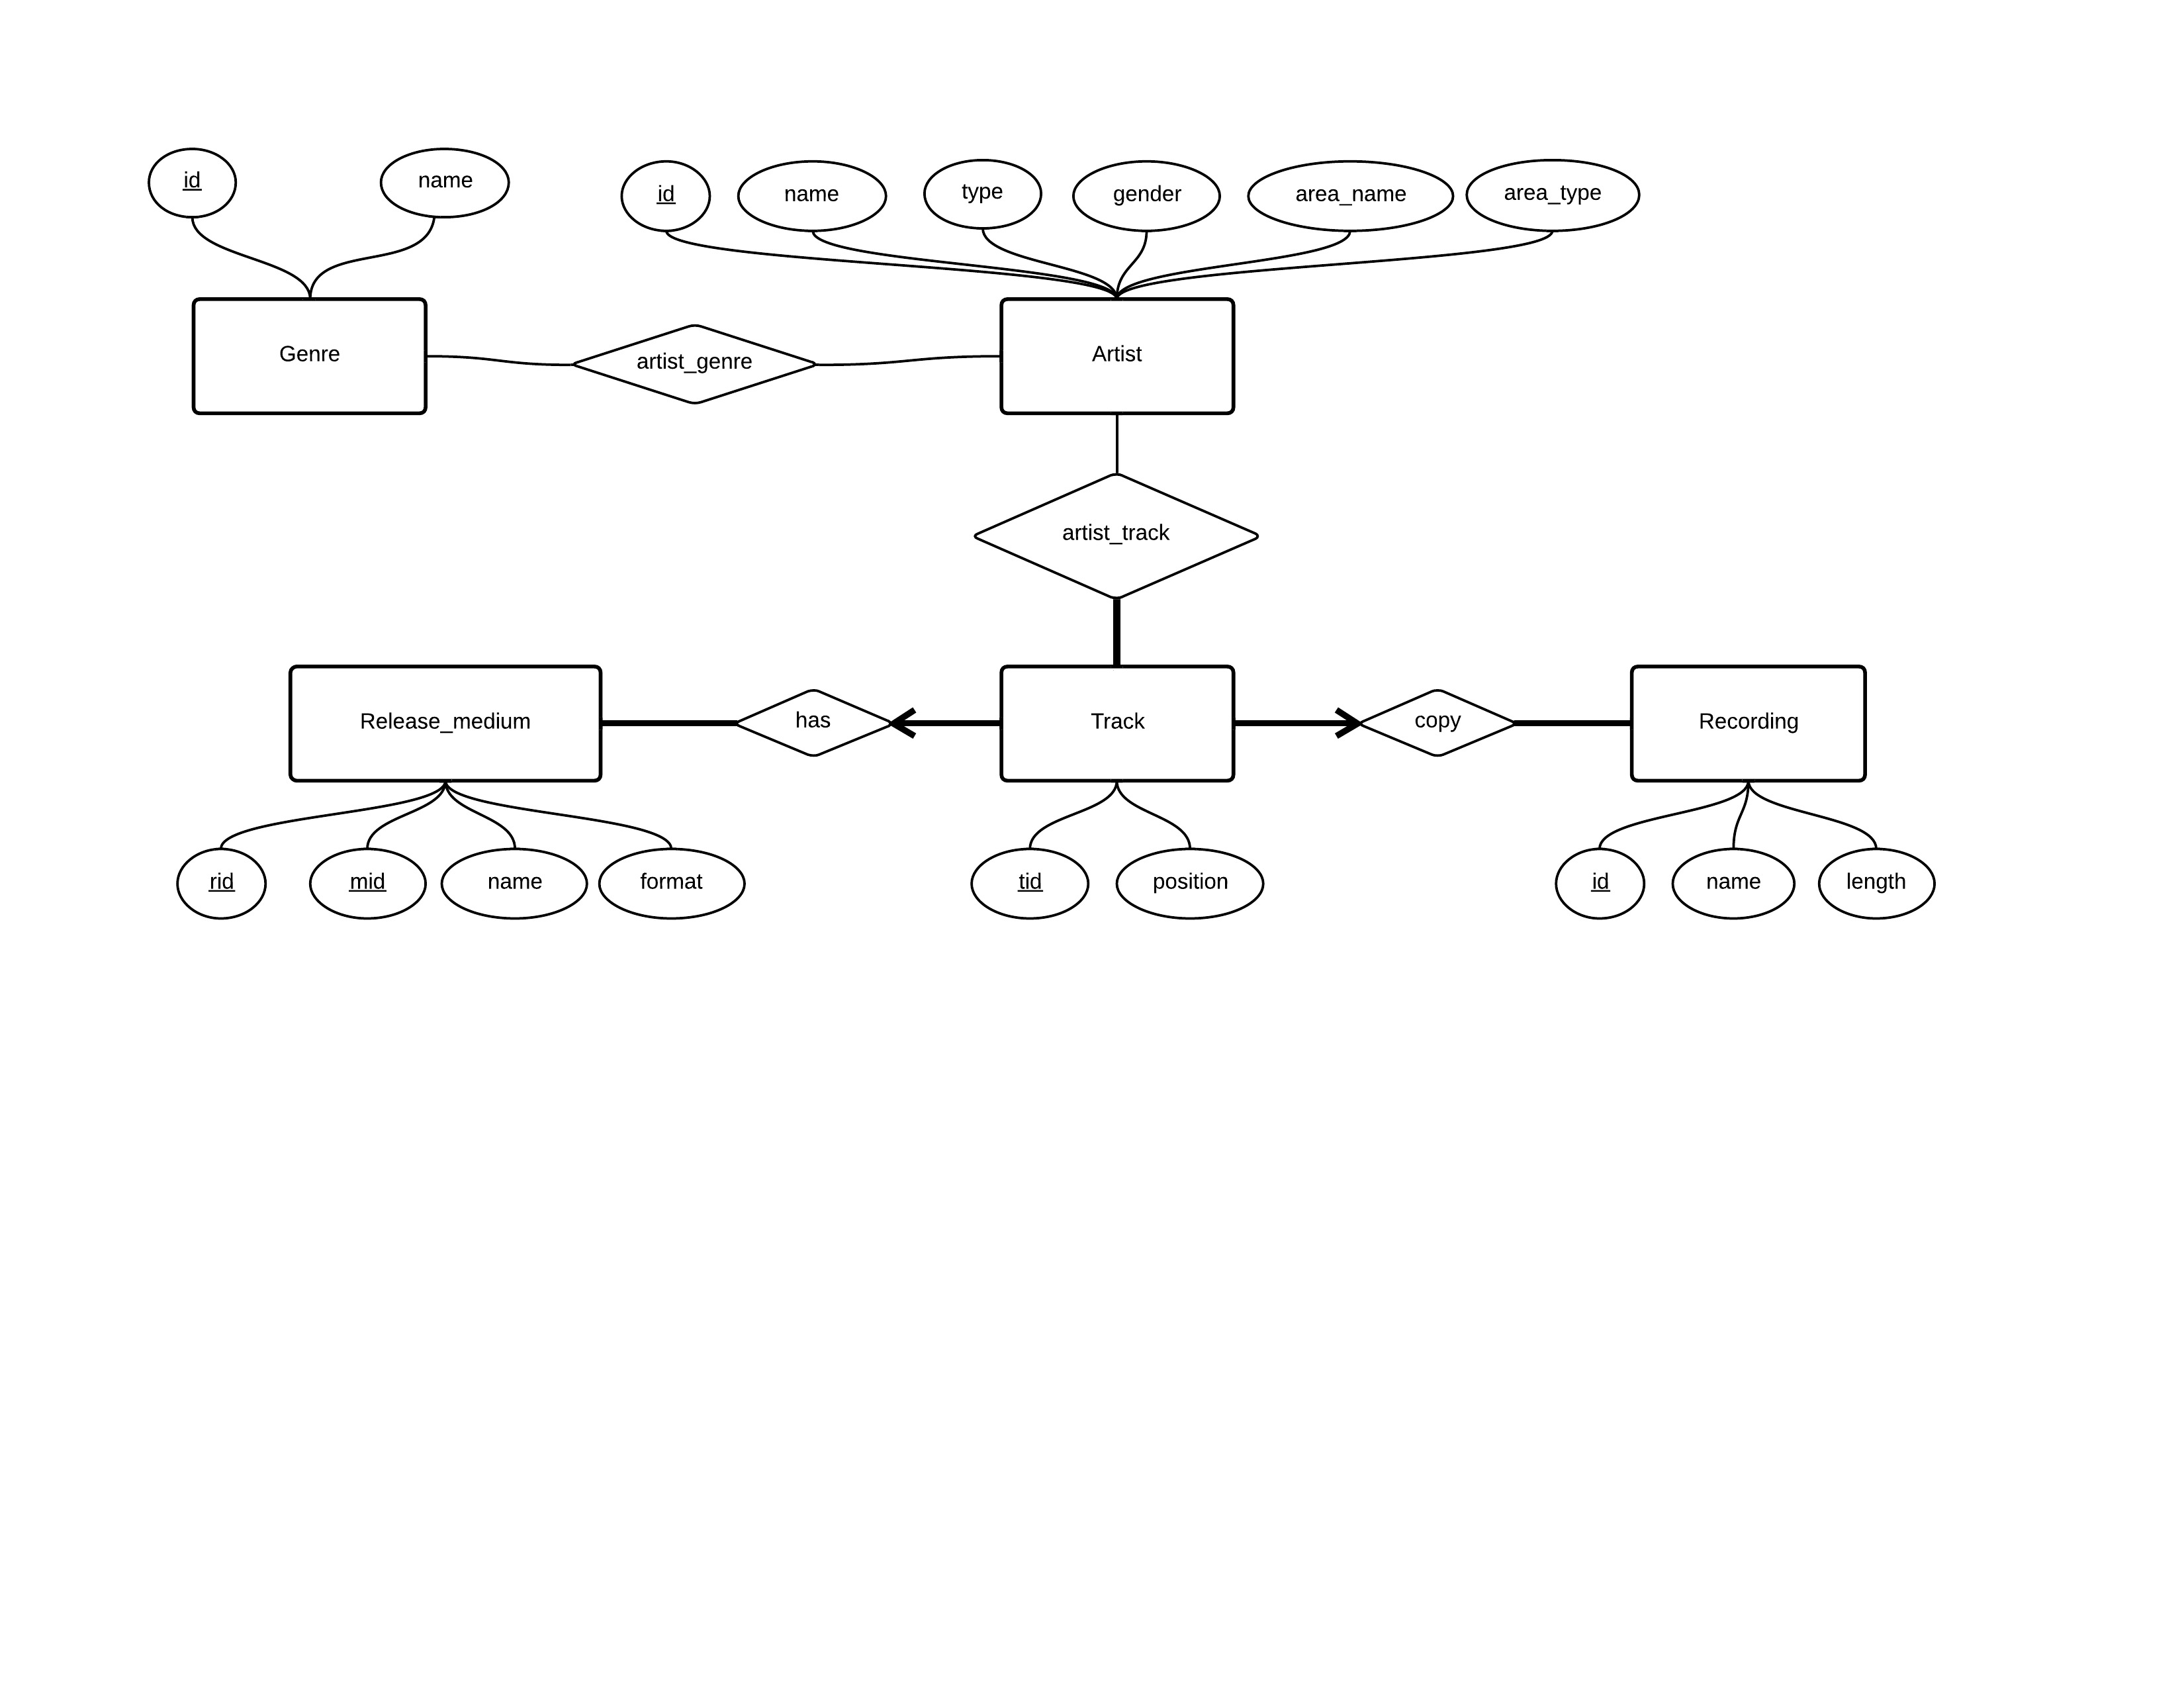 id
name
id
name
type
gender
area_name
area_type
Genre
artist_genre
Artist
artist_track
Release_medium
has
Track
copy
Recording
rid
mid
name
format
tid
position
id
name
length